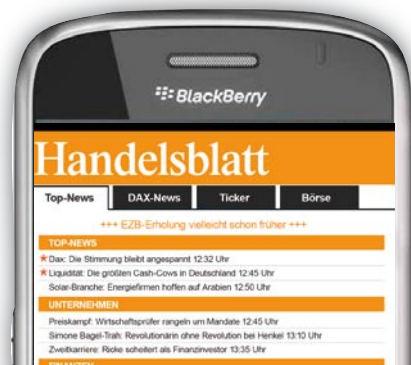 BlackBerry
Handelsblatt
Top-News DAX-News Ticker Börse
+++ EZB-Erholung vielleicht schon früher +++
TOP-NEWS
Dax: Die Stimmung bleibt angespannt 12:32 Uhr
Liquidität: Die größten Cash-Cows in Deutschland 12:45 Uhr
Solar-Branche: Energiefirmen hoffen auf Arabien 12:50 Uhr
UNTERNEHMEN
Preiskampf: Wirtschaftsprüfer rangeln um Mandate 12:45 Uhr
Simone Bagel-Trah: Revolutionärin ohne Revolution bei Henkel 13:10 Uhr
Zweitkarriere: Ricke scheitert als Finanzinvestor 13:35 Uhr
FINANZEN